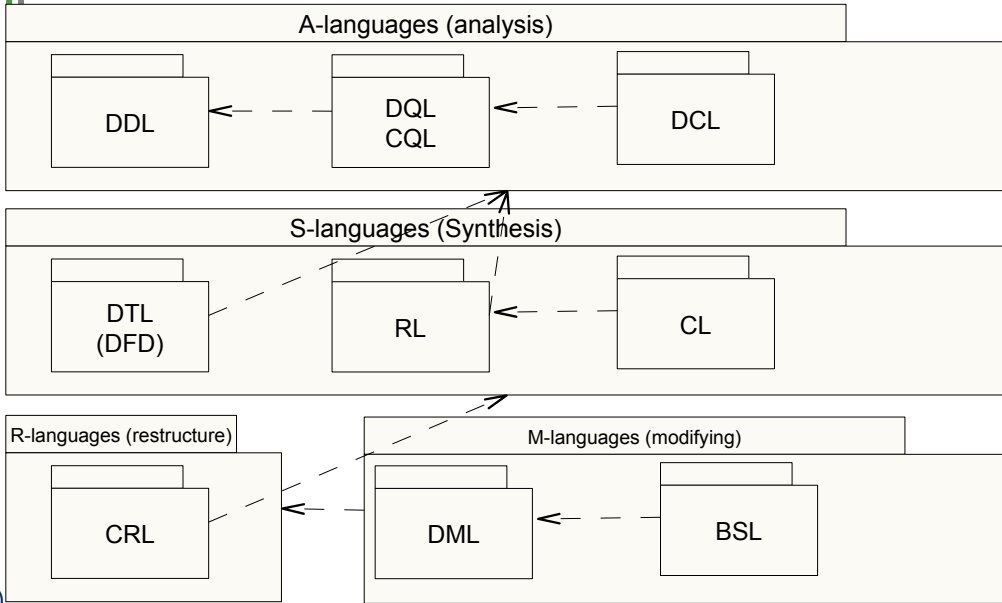 A-languages (analysis)
DDL
DQL
CQL
DCL
S-languages (Synthesis)
DTL
(DFD)
RL
CL
R-languages (restructure)
CRL
M-languages (modifying)
DML
BSL